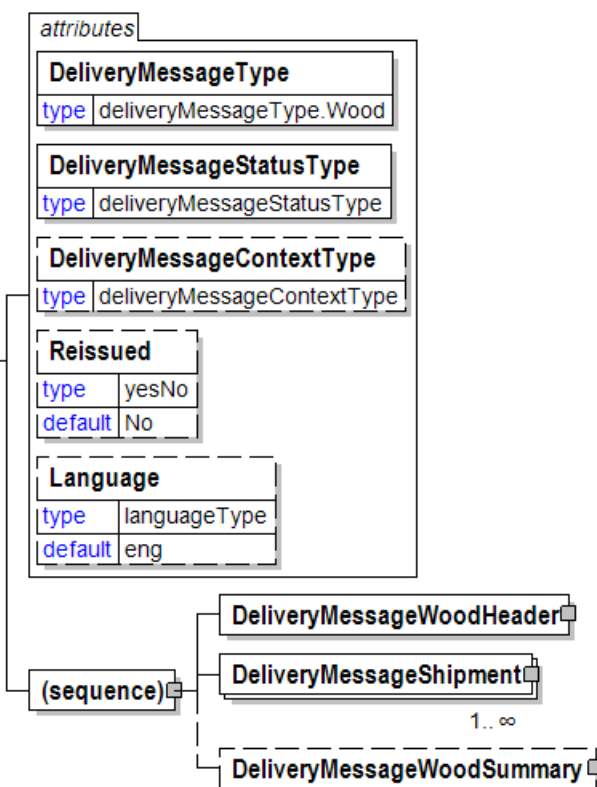 attributes
DeliveryMessageType
type deliveryMessageType.Wood
DeliveryMessageStatusType
type deliveryMessageStatusType
DeliveryMessageContextType
type deliveryMessageContextType
Reissued
type yesNo
default No
Language
type languageType
default eng
DeliveryMessageWoodHeader
(sequence)
DeliveryMessageShipment
1.. ∞
DeliveryMessageWoodSummary